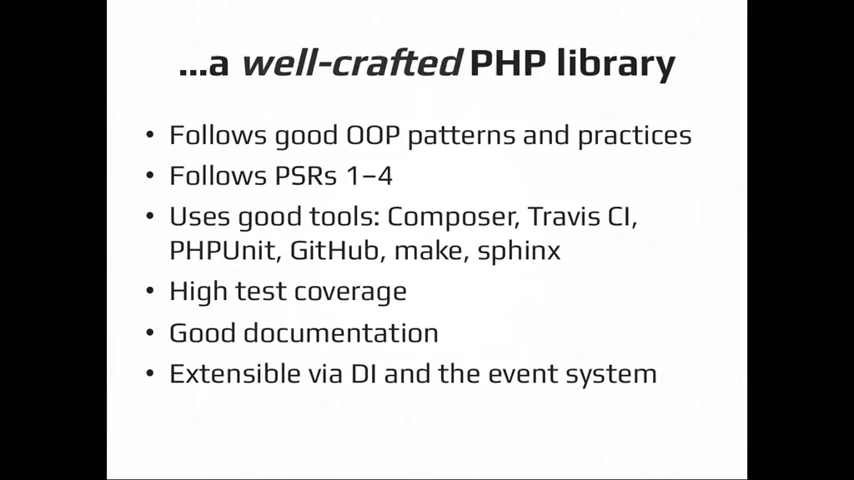 ...a well-crafted PHP library
• Follows good OOP patterns and practices
• Follows PSRs 1–4
• Uses good tools: Composer, Travis CI,
PHPUnit, GitHub, make, sphinx
• High test coverage
• Good documentation
• Extensible via DI and the event system